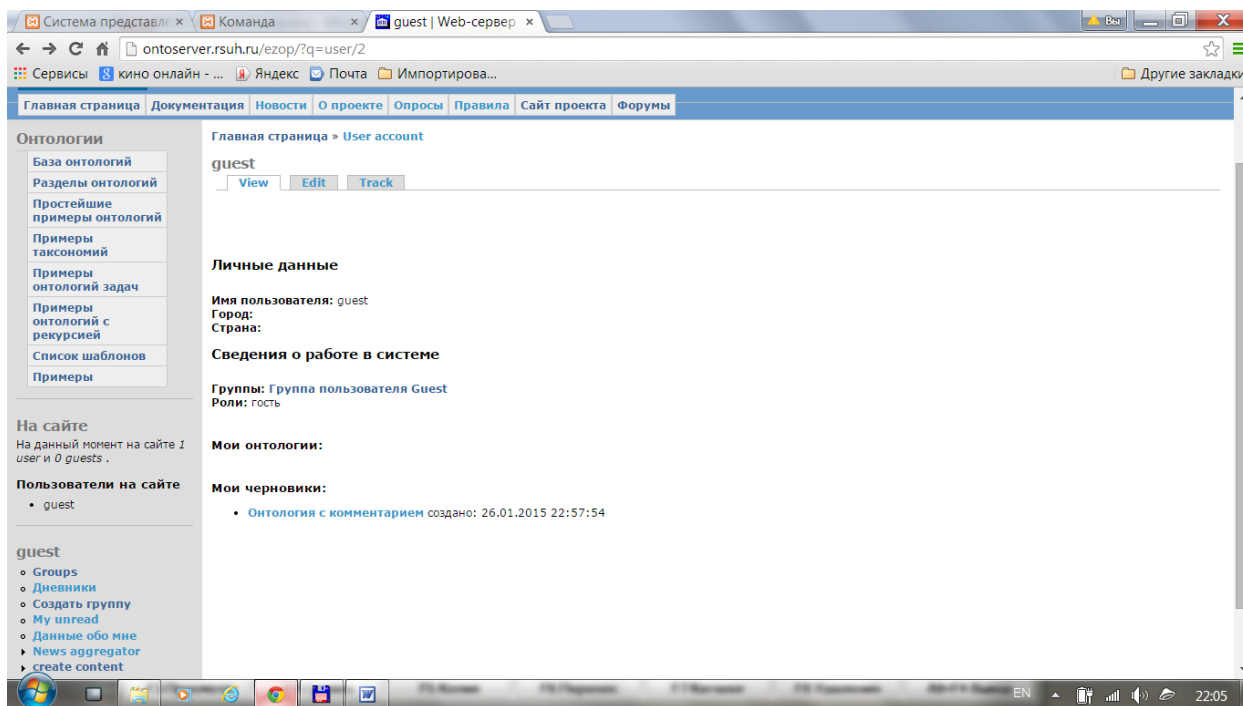 Система представл
Команда
guest | Web-сервер
Вы
ontoserver.rsuh.ru/ezop/?q=user/2
Сервисы
кино онлайн - ...
Яндекс
Почта
Импортирова...
Другие закладки
Главная страница Документация Новости О проекте Опросы Правила Сайт проекта Форумы
Онтологии
База онтологий
Разделы онтологий
Простейшие
примеры онтологий
Примеры
таксономий
Примеры
онтологий задач
Примеры
онтологий с
рекурсией
Список шаблонов
Примеры
На сайте
На данный момент на сайте 1
user и 0 guests .
Пользователи на сайте
• guest
guest
Groups
Дневники
Создать группу
My unread
Данные обо мне
News aggregator
create content
Главная страница » User account
guest
View Edit Track
Личные данные
Имя пользователя: guest
Город:
Страна:
Сведения о работе в системе
Группы: Группа пользователя Guest
Роли: гость
Мои онтологии:
Мои черновики:
• Онтология с комментарием создано: 26.01.2015 22:57:54
EN
22:05